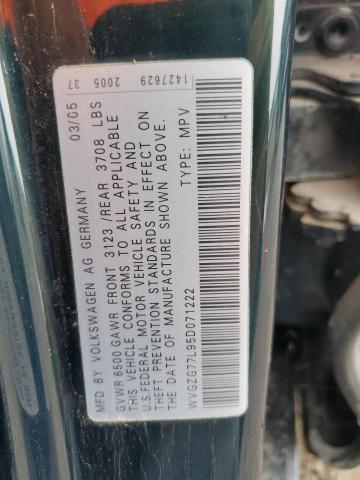 MFD BY VOLKSWAGEN AG GERMANY 03/05
GVWR 6500 GAWR FRONT 3123 /REAR 3708 LBS
THIS VEHICLE CONFORMS TO ALL APPLICABLE
U.S.FEDERAL MOTOR VEHICLE SAFETY AND
THEFT PREVENTION STANDARDS IN EFFECT ON
THE DATE OF MANUFACTURE SHOWN ABOVE.
WVGZG77L95D071222 TYPE: MPV
2005 37 1427629